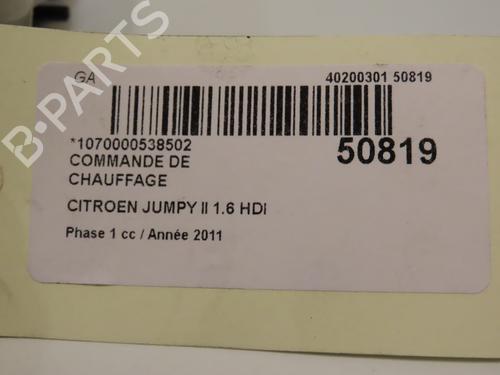 GA 40200301 50819
*1070000538502 50819
COMMANDE DE
CHAUFFAGE
CITROEN JUMPY II 1.6 HDi
Phase 1 cc / Année 2011
B-PARTS